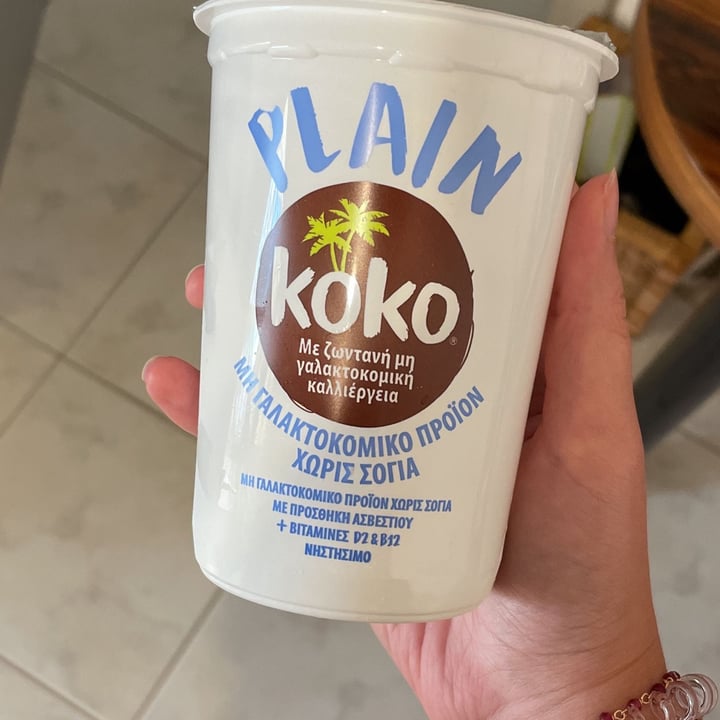 PLAIN
koko
®
Με ζωντανή μη
γαλακτοκομική
καλλιέργεια
ΜΗ ΓΑΛΑΚΤΟΚΟΜΙΚΟ ΠΡΟΪΟΝ
ΧΩΡΙΣ ΣΟΓΙΑ
ΜΗ ΓΑΛΑΚΤΟΚΟΜΙΚΟ ΠΡΟΪΟΝ ΧΩΡΙΣ ΣΟΓΙΑ
ΜΕ ΠΡΟΣΘΗΚΗ ΑΣΒΕΣΤΙΟΥ
+ ΒΙΤΑΜΙΝΕΣ D2 & B12
ΝΗΣΤΗΣΙΜΟ